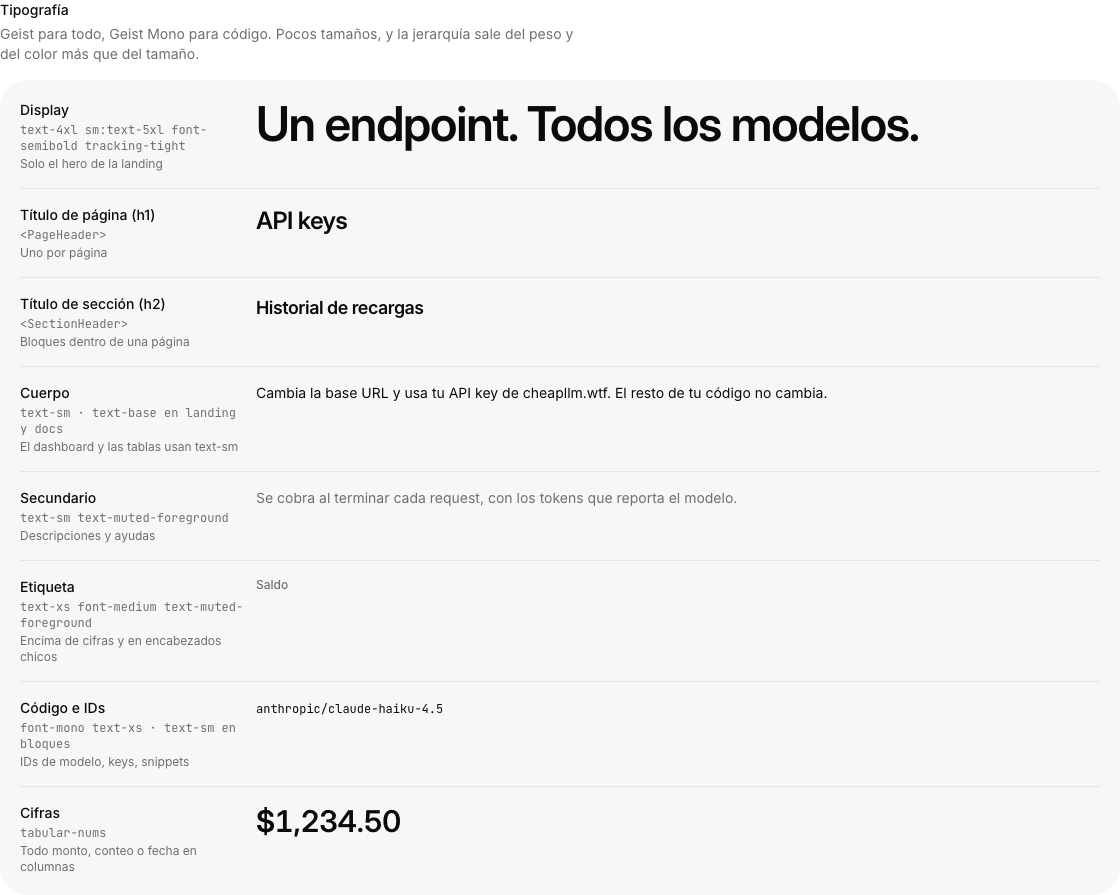 Tipografía
Geist para todo, Geist Mono para código. Pocos tamaños, y la jerarquía sale del peso y
del color más que del tamaño.
Display
text-4xl sm:text-5xl font-
semibold tracking-tight
Solo el hero de la landing
Un endpoint. Todos los modelos.
Título de página (h1)
<PageHeader>
Uno por página
API keys
Título de sección (h2)
<SectionHeader>
Bloques dentro de una página
Historial de recargas
Cuerpo
text-sm · text-base en landing
y docs
El dashboard y las tablas usan text-sm
Cambia la base URL y usa tu API key de cheapllm.wtf. El resto de tu código no cambia.
Secundario
text-sm text-muted-foreground
Descripciones y ayudas
Se cobra al terminar cada request, con los tokens que reporta el modelo.
Etiqueta
text-xs font-medium text-muted-
foreground
Encima de cifras y en encabezados
chicos
Saldo
Código e IDs
font-mono text-xs · text-sm en
bloques
IDs de modelo, keys, snippets
anthropic/claude-haiku-4.5
Cifras
tabular-nums
Todo monto, conteo o fecha en
columnas
$1,234.50